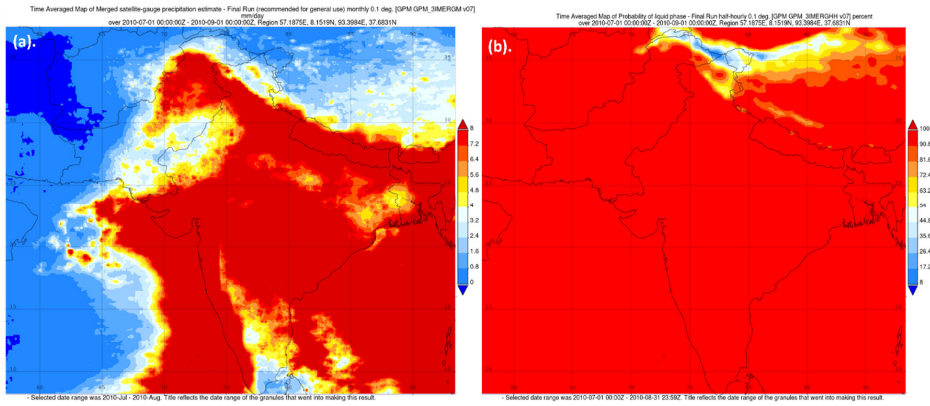 Time Averaged Map of Merged satellite-gauge precipitation estimate - Final Run (recommended for general use) monthly 0.1 deg. [GPM GPM_3IMERGM v07]
mm/day
over 2010-07-01 00:00:00Z - 2010-09-01 00:00:00Z, Region 57.1875E, 8.1519N, 93.3984E, 37.6831N
(a).
8
7.2
6.4
5.6
4.8
4
3.2
2.4
1.6
0.8
0
- Selected date range was 2010-Jul - 2010-Aug. Title reflects the date range of the granules that went into making this result.
Time Averaged Map of Probability of liquid phase - Final Run half-hourly 0.1 deg. [GPM GPM_3IMERGHH v07] percent
over 2010-07-01 00:00:00Z - 2010-09-01 00:00:00Z, Region 57.1875E, 8.1519N, 93.3984E, 37.6831N
(b).
100
90.8
81.6
72.4
63.2
54
44.8
35.6
26.4
17.2
- Selected date range was 2010-07-01 00:00Z - 2010-08-31 23:59Z. Title reflects the date range of the granules that went into making this result.